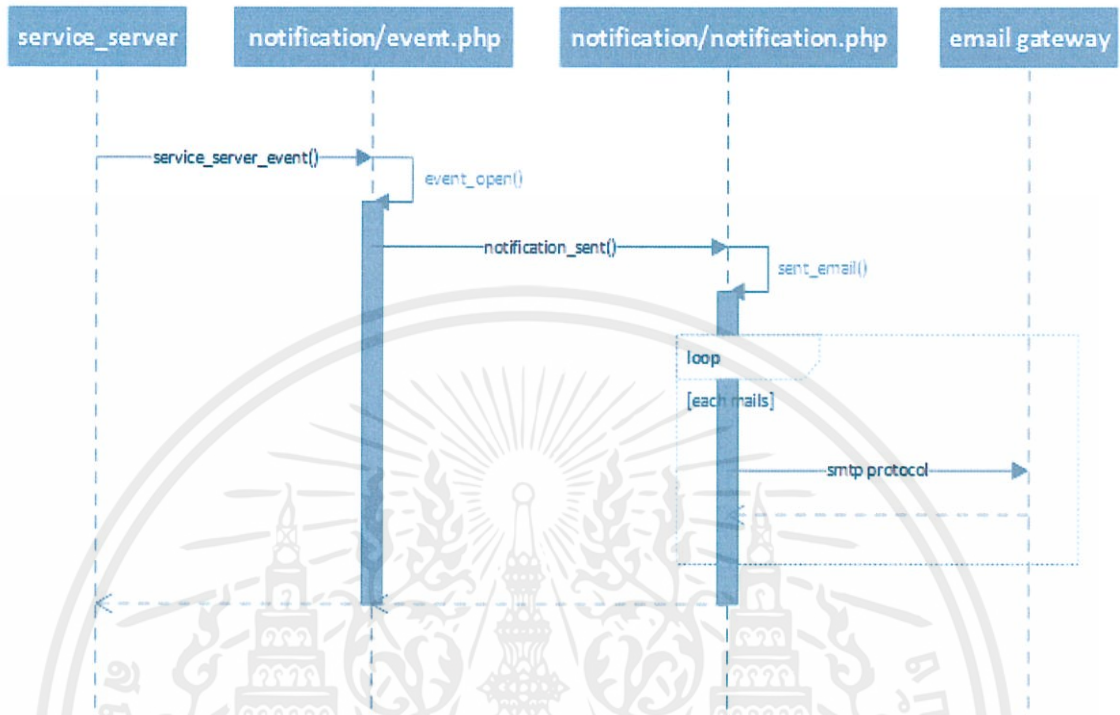 service_server
notification/event.php
notification/notification.php
email gateway
service_server_event()
event_open()
notification_sent()
sent_email()
loop
[each mails]
smtp protocol